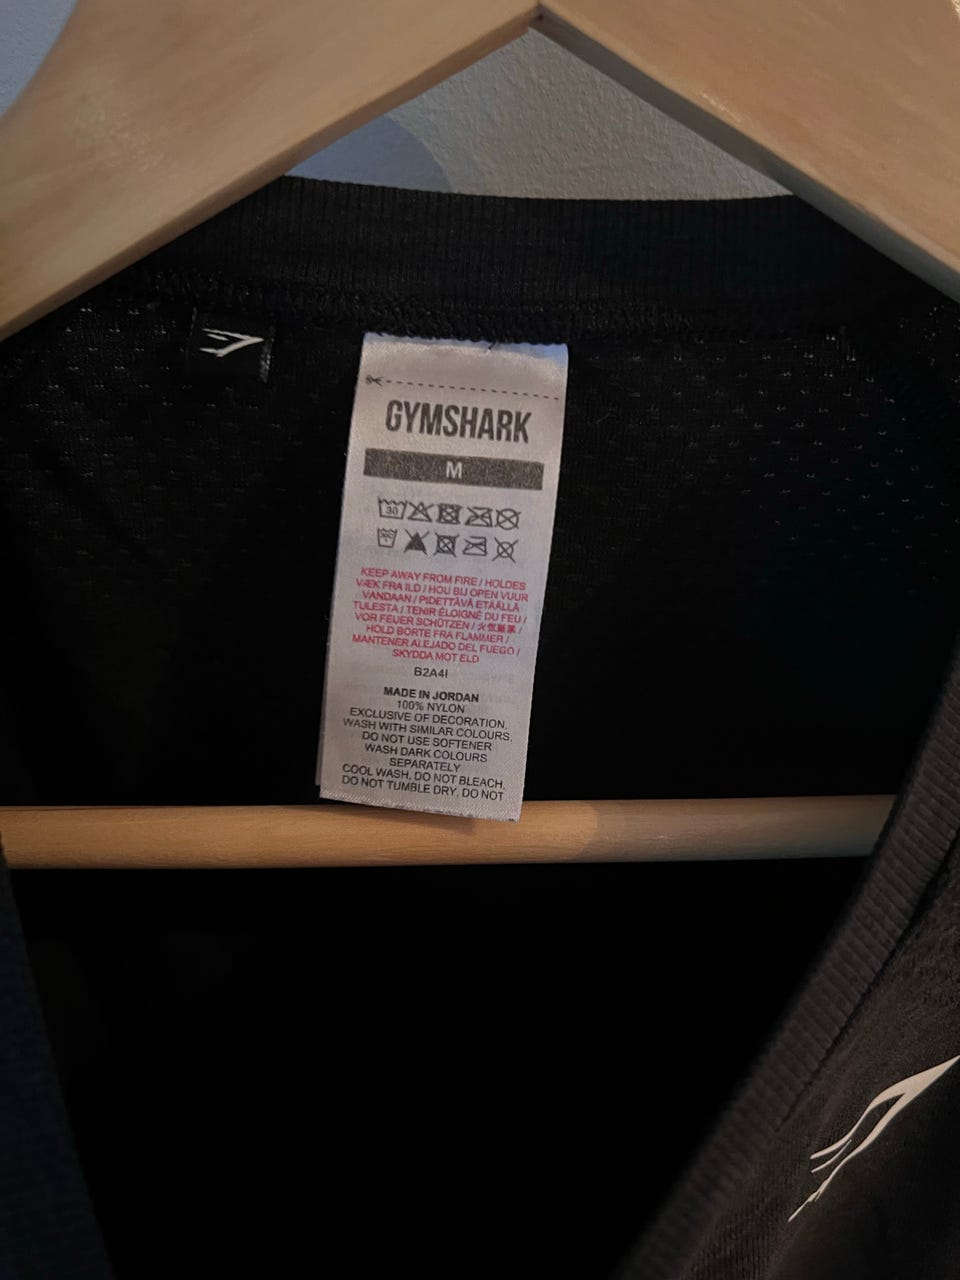 GYMSHARK
M
30
KEEP AWAY FROM FIRE / HOLDES
VÆK FRA ILD / HOU BIJ OPEN VUUR
VANDAAN / PIDETTÄVÄ ETÄÄLLÄ
TULESTA / TENIR ÉLOIGNÉ DU FEU /
VOR FEUER SCHÜTZEN / 火気厳禁 /
HOLD BORTE FRA FLAMMER /
MANTENER ALEJADO DEL FUEGO /
SKYDDA MOT ELD
B2A4I
MADE IN JORDAN
100% NYLON
EXCLUSIVE OF DECORATION,
WASH WITH SIMILAR COLOURS,
DO NOT USE SOFTENER
WASH DARK COLOURS
SEPARATELY
COOL WASH, DO NOT BLEACH,
DO NOT TUMBLE DRY, DO NOT